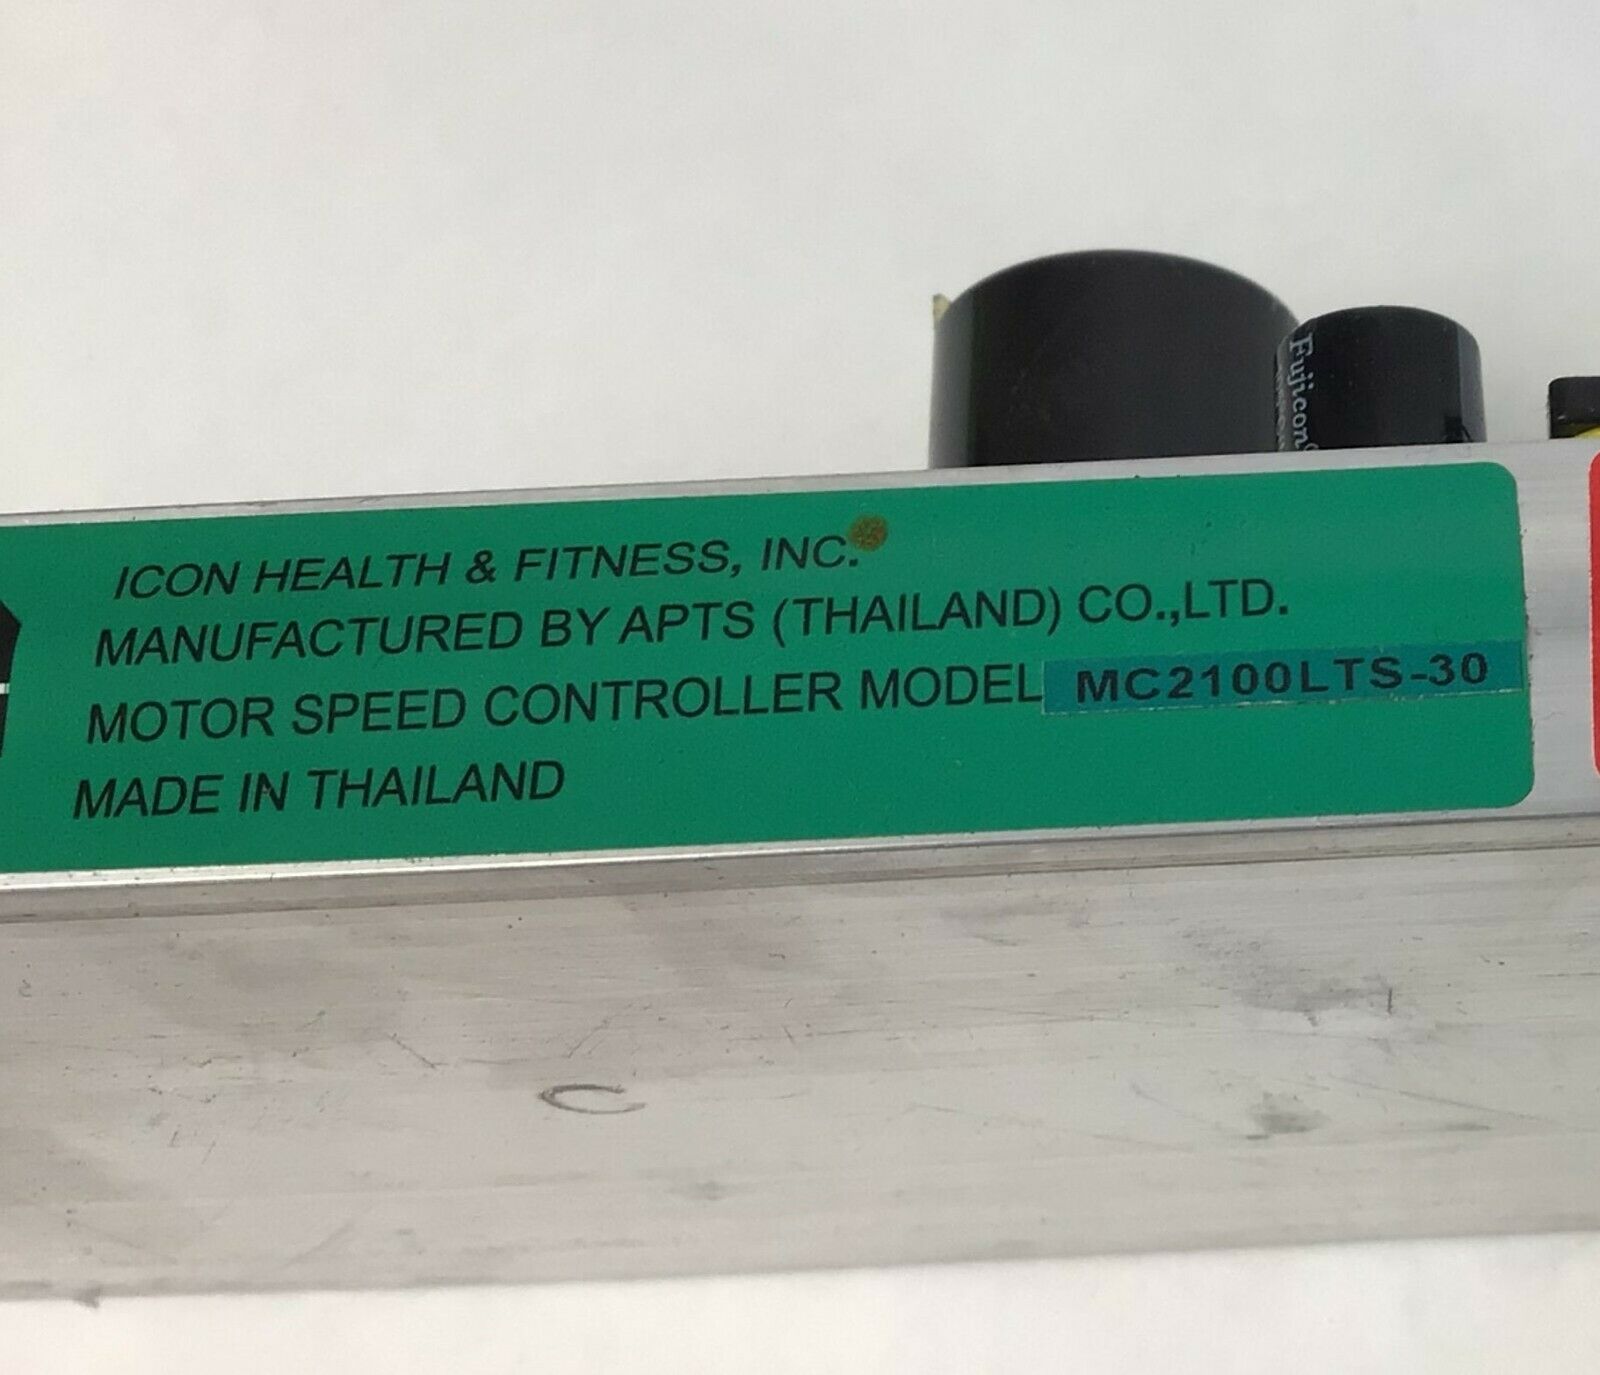 Fujicon
ICON HEALTH & FITNESS, INC.
MANUFACTURED BY APTS (THAILAND) CO.,LTD.
MOTOR SPEED CONTROLLER MODEL MC2100LTS-30
MADE IN THAILAND